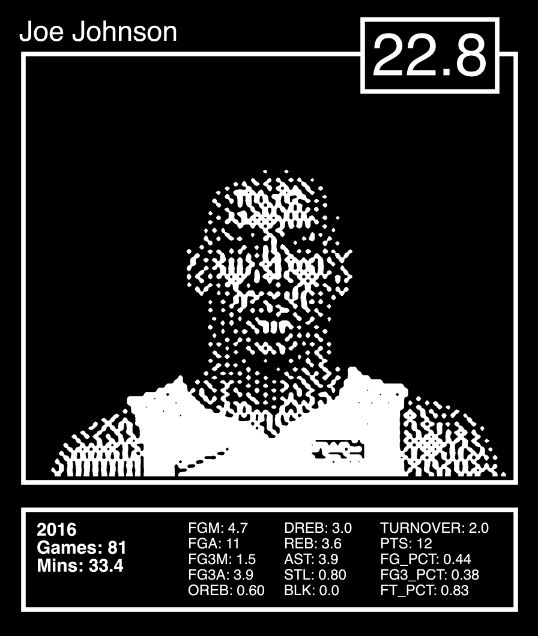 Joe Johnson
22.8
2016
Games: 81
Mins: 33.4
FGM: 4.7
FGA: 11
FG3M: 1.5
FG3A: 3.9
OREB: 0.60
DREB: 3.0
REB: 3.6
AST: 3.9
STL: 0.80
BLK: 0.0
TURNOVER: 2.0
PTS: 12
FG_PCT: 0.44
FG3_PCT: 0.38
FT_PCT: 0.83